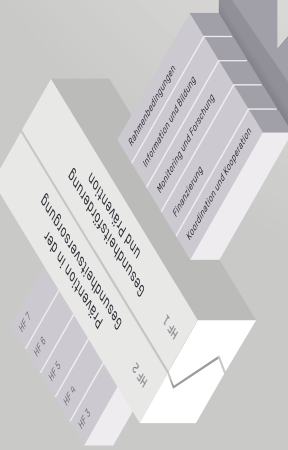 Rahmenbedingungen
Information und Bildung
Monitoring und Forschung
Finanzierung
Koordination und Kooperation
HF 1
Gesundheitsförderung
und Prävention
HF 2
Prävention in der
Gesundheitsversorgung
HF 3
HF 4
HF 5
HF 6
HF 7